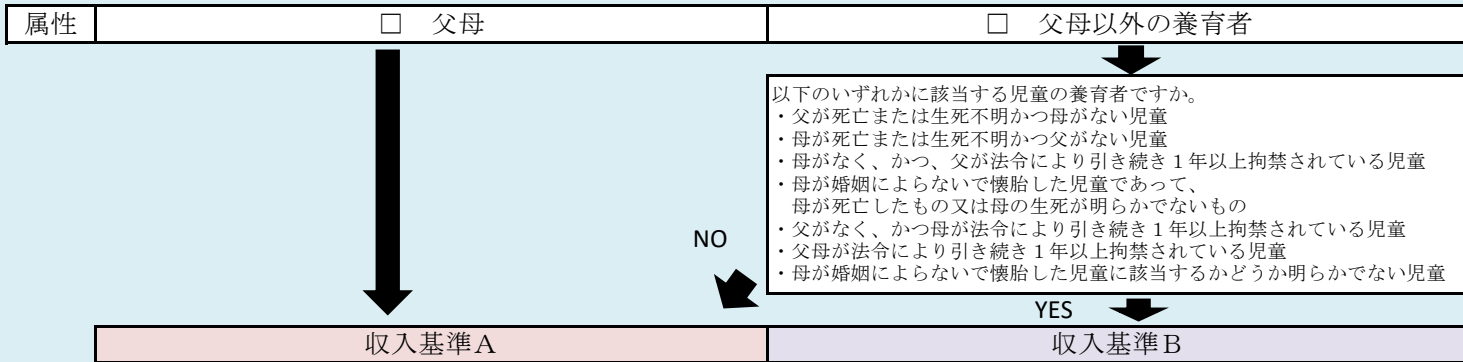 属性
□　父母
□　父母以外の養育者
以下のいずれかに該当する児童の養育者ですか。
・父が死亡または生死不明かつ母がない児童
・母が死亡または生死不明かつ父がない児童
・母がなく、かつ、父が法令により引き続き１年以上拘禁されている児童
・母が婚姻によらないで懐胎した児童であって、
　母が死亡したもの又は母の生死が明らかでないもの
・父がなく、かつ母が法令により引き続き１年以上拘禁されている児童
・父母が法令により引き続き１年以上拘禁されている児童
・母が婚姻によらないで懐胎した児童に該当するかどうか明らかでない児童
NO
YES
収入基準Ａ
収入基準Ｂ